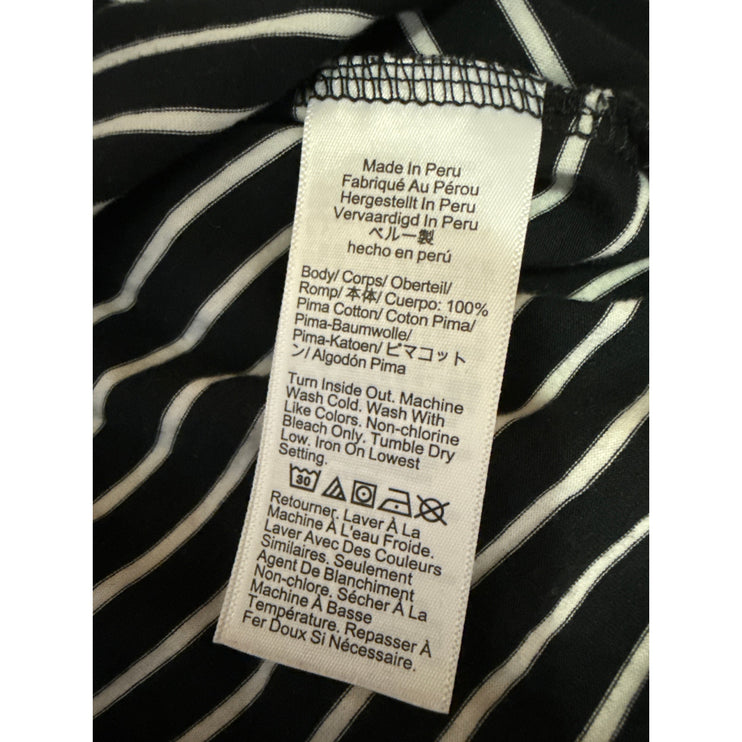 Made In Peru
Fabriqué Au Pérou
Hergestellt In Peru
Vervaardigd In Peru
ペルー製
hecho en perú
Body/ Corps/ Oberteil/
Romp/ 本体/ Cuerpo: 100%
Pima Cotton/ Coton Pima/
Pima-Baumwolle/
Pima-Katoen/ ピマコット
ン/ Algodón Pima
Turn Inside Out. Machine
Wash Cold. Wash With
Like Colors. Non-chlorine
Bleach Only. Tumble Dry
Low. Iron On Lowest
Setting.
30
Retourner. Laver À La
Machine À L'eau Froide.
Laver Avec Des Couleurs
Similaires. Seulement
Agent De Blanchiment
Non-chlore. Sécher À La
Machine À Basse
Température. Repasser À
Fer Doux Si Nécessaire.